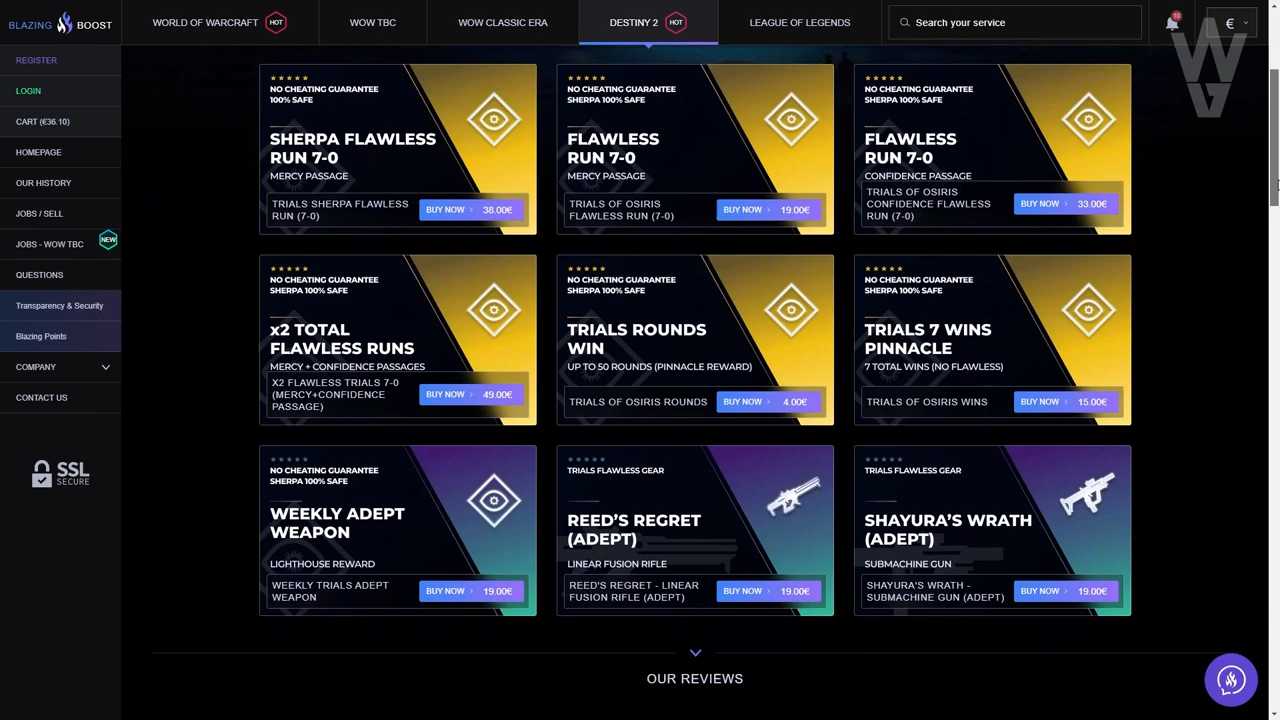 BLAZING BOOST
WORLD OF WARCRAFT HOT
WOW TBC
WOW CLASSIC ERA
DESTINY 2 HOT
LEAGUE OF LEGENDS
Search your service
10
€
REGISTER
LOGIN
CART (€36.10)
HOMEPAGE
OUR HISTORY
JOBS / SELL
JOBS - WOW TBC NEW
QUESTIONS
Transparency & Security
Blazing Points
COMPANY
CONTACT US
SSL
SECURE
NO CHEATING GUARANTEE
100% SAFE
SHERPA FLAWLESS
RUN 7-0
MERCY PASSAGE
TRIALS SHERPA FLAWLESS
RUN (7-0)
BUY NOW 38.00€
NO CHEATING GUARANTEE
SHERPA 100% SAFE
FLAWLESS
RUN 7-0
MERCY PASSAGE
TRIALS OF OSIRIS
FLAWLESS RUN (7-0)
BUY NOW 19.00€
NO CHEATING GUARANTEE
SHERPA 100% SAFE
FLAWLESS
RUN 7-0
CONFIDENCE PASSAGE
TRIALS OF OSIRIS
CONFIDENCE FLAWLESS
RUN (7-0)
BUY NOW 33.00€
NO CHEATING GUARANTEE
SHERPA 100% SAFE
x2 TOTAL
FLAWLESS RUNS
MERCY + CONFIDENCE PASSAGES
X2 FLAWLESS TRIALS 7-0
(MERCY+CONFIDENCE
PASSAGE)
BUY NOW 49.00€
NO CHEATING GUARANTEE
SHERPA 100% SAFE
TRIALS ROUNDS
WIN
UP TO 50 ROUNDS (PINNACLE REWARD)
TRIALS OF OSIRIS ROUNDS
BUY NOW 4.00€
NO CHEATING GUARANTEE
SHERPA 100% SAFE
TRIALS 7 WINS
PINNACLE
7 TOTAL WINS (NO FLAWLESS)
TRIALS OF OSIRIS WINS
BUY NOW 15.00€
NO CHEATING GUARANTEE
SHERPA 100% SAFE
WEEKLY ADEPT
WEAPON
LIGHTHOUSE REWARD
WEEKLY TRIALS ADEPT
WEAPON
BUY NOW 19.00€
TRIALS FLAWLESS GEAR
REED'S REGRET
(ADEPT)
LINEAR FUSION RIFLE
REED'S REGRET - LINEAR
FUSION RIFLE (ADEPT)
BUY NOW 19.00€
TRIALS FLAWLESS GEAR
SHAYURA'S WRATH
(ADEPT)
SUBMACHINE GUN
SHAYURA'S WRATH -
SUBMACHINE GUN (ADEPT)
BUY NOW 19.00€
OUR REVIEWS